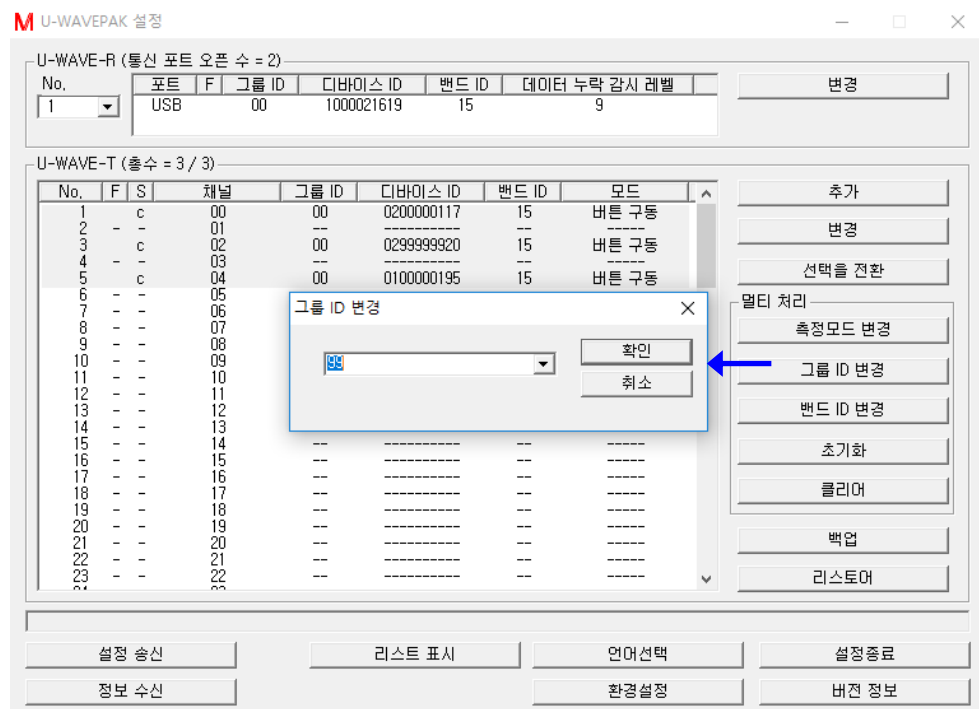 M U-WAVEPAK 설정
U-WAVE-R (통신 포트 오픈 수 = 2)
No. 포트 F 그룹 ID 디바이스 ID 밴드 ID 데이터 누락 감시 레벨 변경
1 USB 00 1000021619 15 9
U-WAVE-T (총수 = 3 / 3)
No. F S 채널 그룹 ID 디바이스 ID 밴드 ID 모드
1 c 00 00 0200000117 15 버튼 구동
2 - - 01 -- ---------- -- -----
3 c 02 00 0299999920 15 버튼 구동
4 - - 03 -- ---------- -- -----
5 c 04 00 0100000195 15 버튼 구동
6 - - 05
7 - - 06
8 - - 07
9 - - 08
10 - - 09
11 - - 10
12 - - 11
13 - - 12
14 - - 13
15 - - 14 -- ---------- -- -----
16 - - 15 -- ---------- -- -----
17 - - 16 -- ---------- -- -----
18 - - 17 -- ---------- -- -----
19 - - 18 -- ---------- -- -----
20 - - 19 -- ---------- -- -----
21 - - 20 -- ---------- -- -----
22 - - 21 -- ---------- -- -----
23 - - 22 -- ---------- -- -----
그룹 ID 변경
99
확인
취소
추가
변경
선택을 전환
멀티 처리
측정모드 변경
그룹 ID 변경
밴드 ID 변경
초기화
클리어
백업
리스토어
설정 송신 리스트 표시 언어선택 설정종료
정보 수신 환경설정 버전 정보